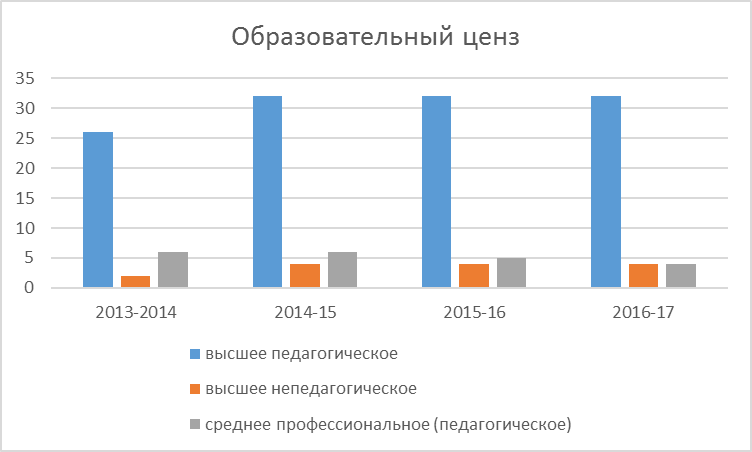 Образовательный ценз
35
30
25
20
15
10
5
0
2013-2014 2014-15 2015-16 2016-17
высшее педагогическое
высшее непедагогическое
среднее профессиональное (педагогическое)